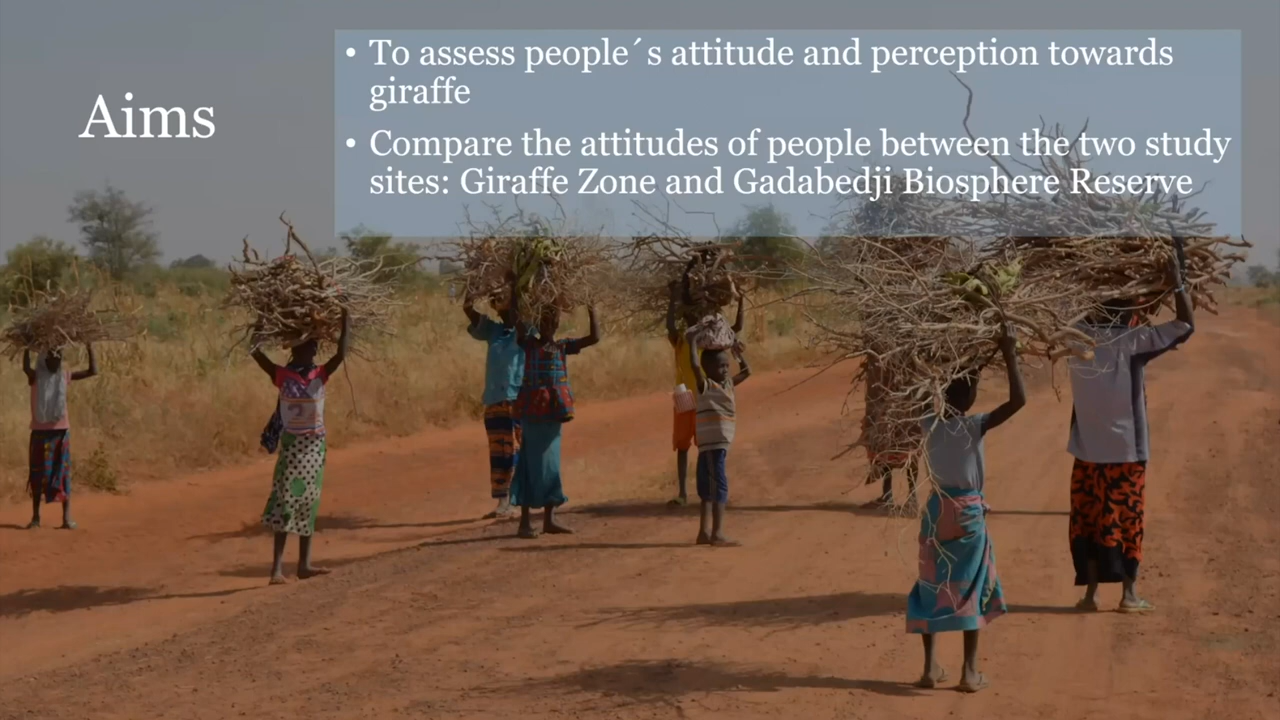 Aims
• To assess people´s attitude and perception towards
giraffe
• Compare the attitudes of people between the two study
sites: Giraffe Zone and Gadabedji Biosphere Reserve